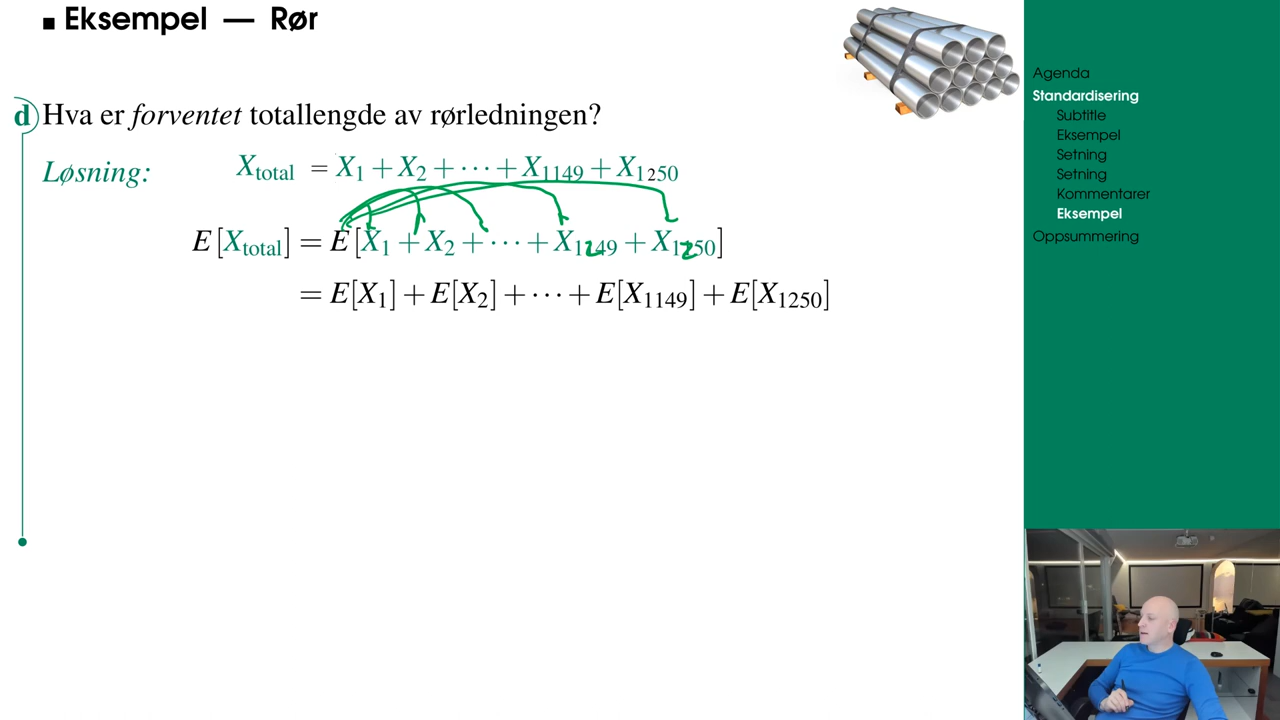 Eksempel — Rør
d Hva er forventet totallengde av rørledningen?
Løsning: X_total = X_1 + X_2 + ⋯ + X_1149 + X_1250
E[X_total] = E[X_1 + X_2 + ⋯ + X_1249 + X_1250]
= E[X_1] + E[X_2] + ⋯ + E[X_1149] + E[X_1250]
Agenda
Standardisering
Subtitle
Eksempel
Setning
Setning
Kommentarer
Eksempel
Oppsummering